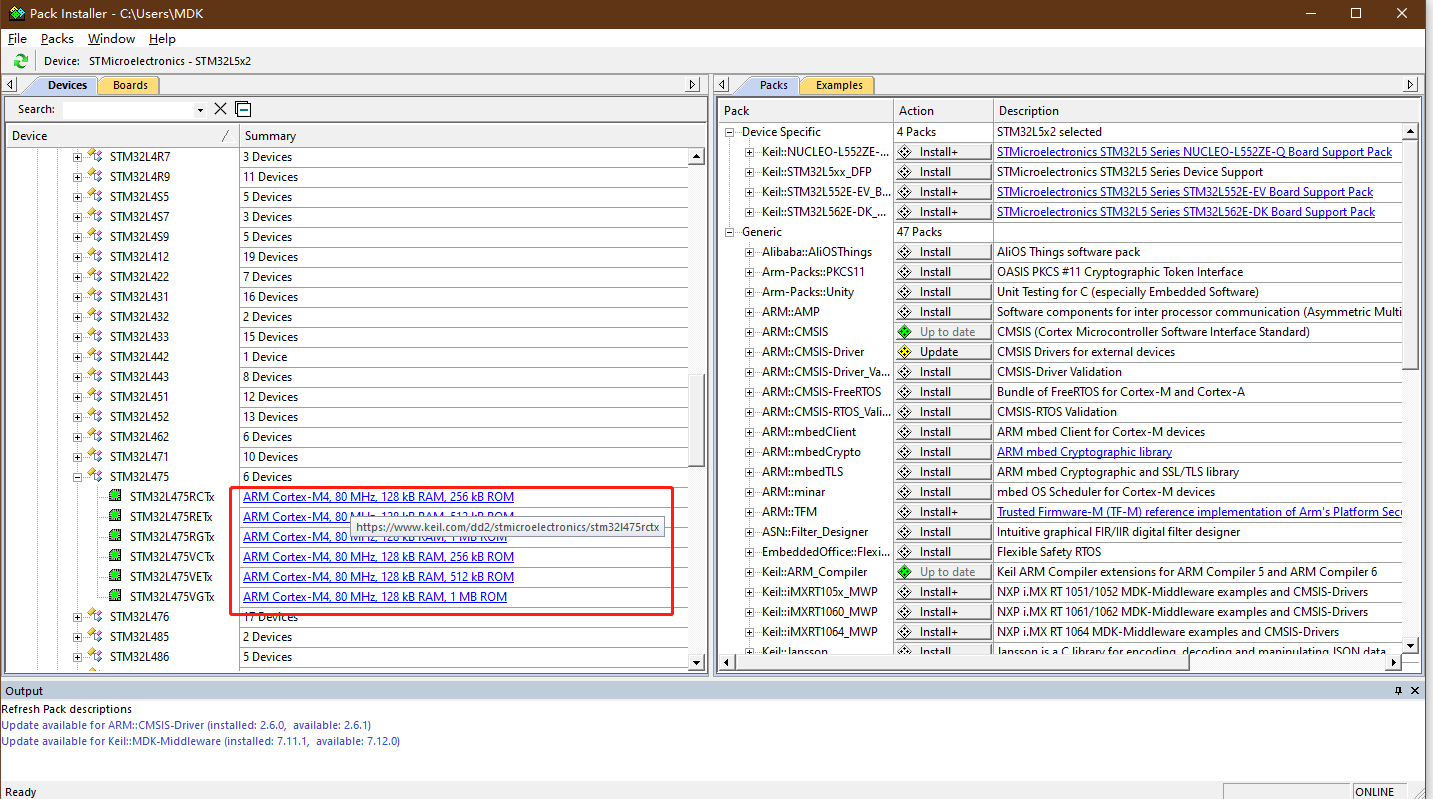 Pack Installer - C:\Users\MDK
File Packs Window Help
Device: STMicroelectronics - STM32L5x2
Devices Boards
Search:
Device Summary
STM32L4R7 3 Devices
STM32L4R9 11 Devices
STM32L4S5 5 Devices
STM32L4S7 3 Devices
STM32L4S9 5 Devices
STM32L412 19 Devices
STM32L422 7 Devices
STM32L431 16 Devices
STM32L432 2 Devices
STM32L433 15 Devices
STM32L442 1 Device
STM32L443 8 Devices
STM32L451 12 Devices
STM32L452 13 Devices
STM32L462 6 Devices
STM32L471 10 Devices
STM32L475 6 Devices
STM32L475RCTx ARM Cortex-M4, 80 MHz, 128 kB RAM, 256 kB ROM
STM32L475RETx ARM Cortex-M4, 80 MHz, 128 kB RAM, 512 kB ROM
https://www.keil.com/dd2/stmicroelectronics/stm32l475rctx
STM32L475RGTx ARM Cortex-M4, 80 MHz, 128 kB RAM, 1 MB ROM
STM32L475VCTx ARM Cortex-M4, 80 MHz, 128 kB RAM, 256 kB ROM
STM32L475VETx ARM Cortex-M4, 80 MHz, 128 kB RAM, 512 kB ROM
STM32L475VGTx ARM Cortex-M4, 80 MHz, 128 kB RAM, 1 MB ROM
STM32L476 17 Devices
STM32L485 2 Devices
STM32L486 5 Devices
Packs Examples
Pack Action Description
Device Specific 4 Packs STM32L5x2 selected
Keil::NUCLEO-L552ZE-... Install+ STMicroelectronics STM32L5 Series NUCLEO-L552ZE-Q Board Support Pack
Keil::STM32L5xx_DFP Install STMicroelectronics STM32L5 Series Device Support
Keil::STM32L552E-EV_B... Install+ STMicroelectronics STM32L5 Series STM32L552E-EV Board Support Pack
Keil::STM32L562E-DK_... Install+ STMicroelectronics STM32L5 Series STM32L562E-DK Board Support Pack
Generic 47 Packs
Alibaba::AliOSThings Install AliOS Things software pack
Arm-Packs::PKCS11 Install OASIS PKCS #11 Cryptographic Token Interface
Arm-Packs::Unity Install Unit Testing for C (especially Embedded Software)
ARM::AMP Install Software components for inter processor communication (Asymmetric Multi
ARM::CMSIS Up to date CMSIS (Cortex Microcontroller Software Interface Standard)
ARM::CMSIS-Driver Update CMSIS Drivers for external devices
ARM::CMSIS-Driver_Va... Install CMSIS-Driver Validation
ARM::CMSIS-FreeRTOS Install Bundle of FreeRTOS for Cortex-M and Cortex-A
ARM::CMSIS-RTOS_Vali... Install CMSIS-RTOS Validation
ARM::mbedClient Install ARM mbed Client for Cortex-M devices
ARM::mbedCrypto Install ARM mbed Cryptographic library
ARM::mbedTLS Install ARM mbed Cryptographic and SSL/TLS library
ARM::minar Install mbed OS Scheduler for Cortex-M devices
ARM::TFM Install Trusted Firmware-M (TF-M) reference implementation of Arm's Platform Secu
ASN::Filter_Designer Install Intuitive graphical FIR/IIR digital filter designer
EmbeddedOffice::Flexi... Install Flexible Safety RTOS
Keil::ARM_Compiler Up to date Keil ARM Compiler extensions for ARM Compiler 5 and ARM Compiler 6
Keil::iMXRT105x_MWP Install+ NXP i.MX RT 1051/1052 MDK-Middleware examples and CMSIS-Drivers
Keil::iMXRT1060_MWP Install+ NXP i.MX RT 1061/1062 MDK-Middleware examples and CMSIS-Drivers
Keil::iMXRT1064_MWP Install+ NXP i.MX RT 1064 MDK-Middleware examples and CMSIS-Drivers
Keil::Jansson Install Jansson is a C library for encoding, decoding and manipulating JSON data
Output
Refresh Pack descriptions
Update available for ARM::CMSIS-Driver (installed: 2.6.0, available: 2.6.1)
Update available for Keil::MDK-Middleware (installed: 7.11.1, available: 7.12.0)
Ready ONLINE